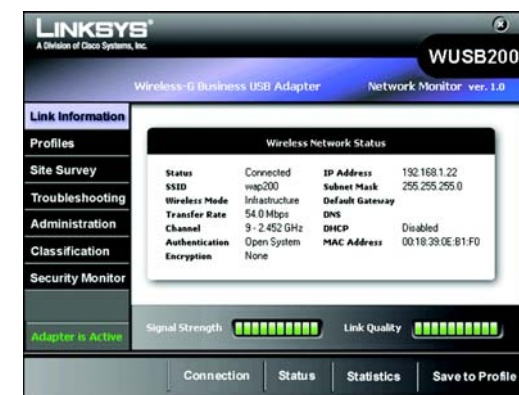 LINKSYS®
A Division of Cisco Systems, Inc.
WUSB200
Wireless-G Business USB Adapter Network Monitor ver. 1.0
Link Information
Profiles
Site Survey
Troubleshooting
Administration
Classification
Security Monitor
Adapter is Active
Wireless Network Status
Status Connected IP Address 192.168.1.22
SSID wap200 Subnet Mask 255.255.255.0
Wireless Mode Infrastructure Default Gateway
Transfer Rate 54.0 Mbps DNS
Channel 9 - 2.452 GHz DHCP Disabled
Authentication Open System MAC Address 00:18:39:0E:B1:F0
Encryption None
Signal Strength Link Quality
Connection Status Statistics Save to Profile